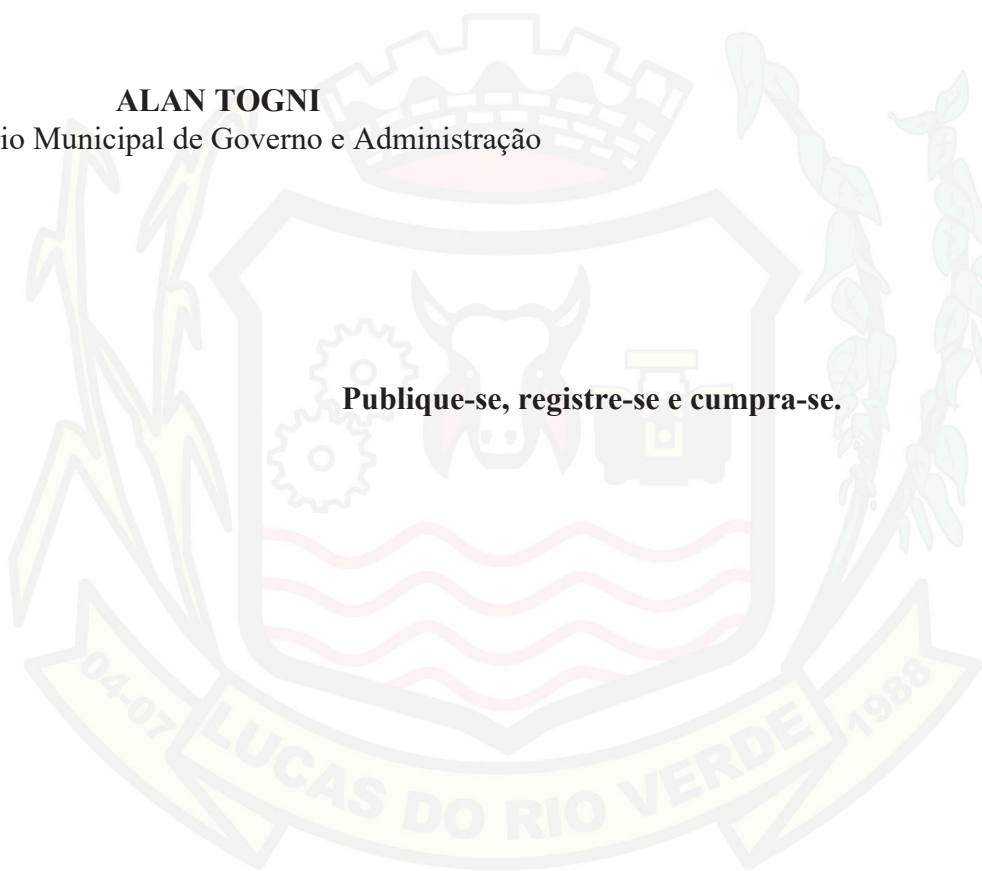 ALAN TOGNI
io Municipal de Governo e Administração
Publique-se, registre-se e cumpra-se.
04-07 LUCAS DO RIO VERDE 1988